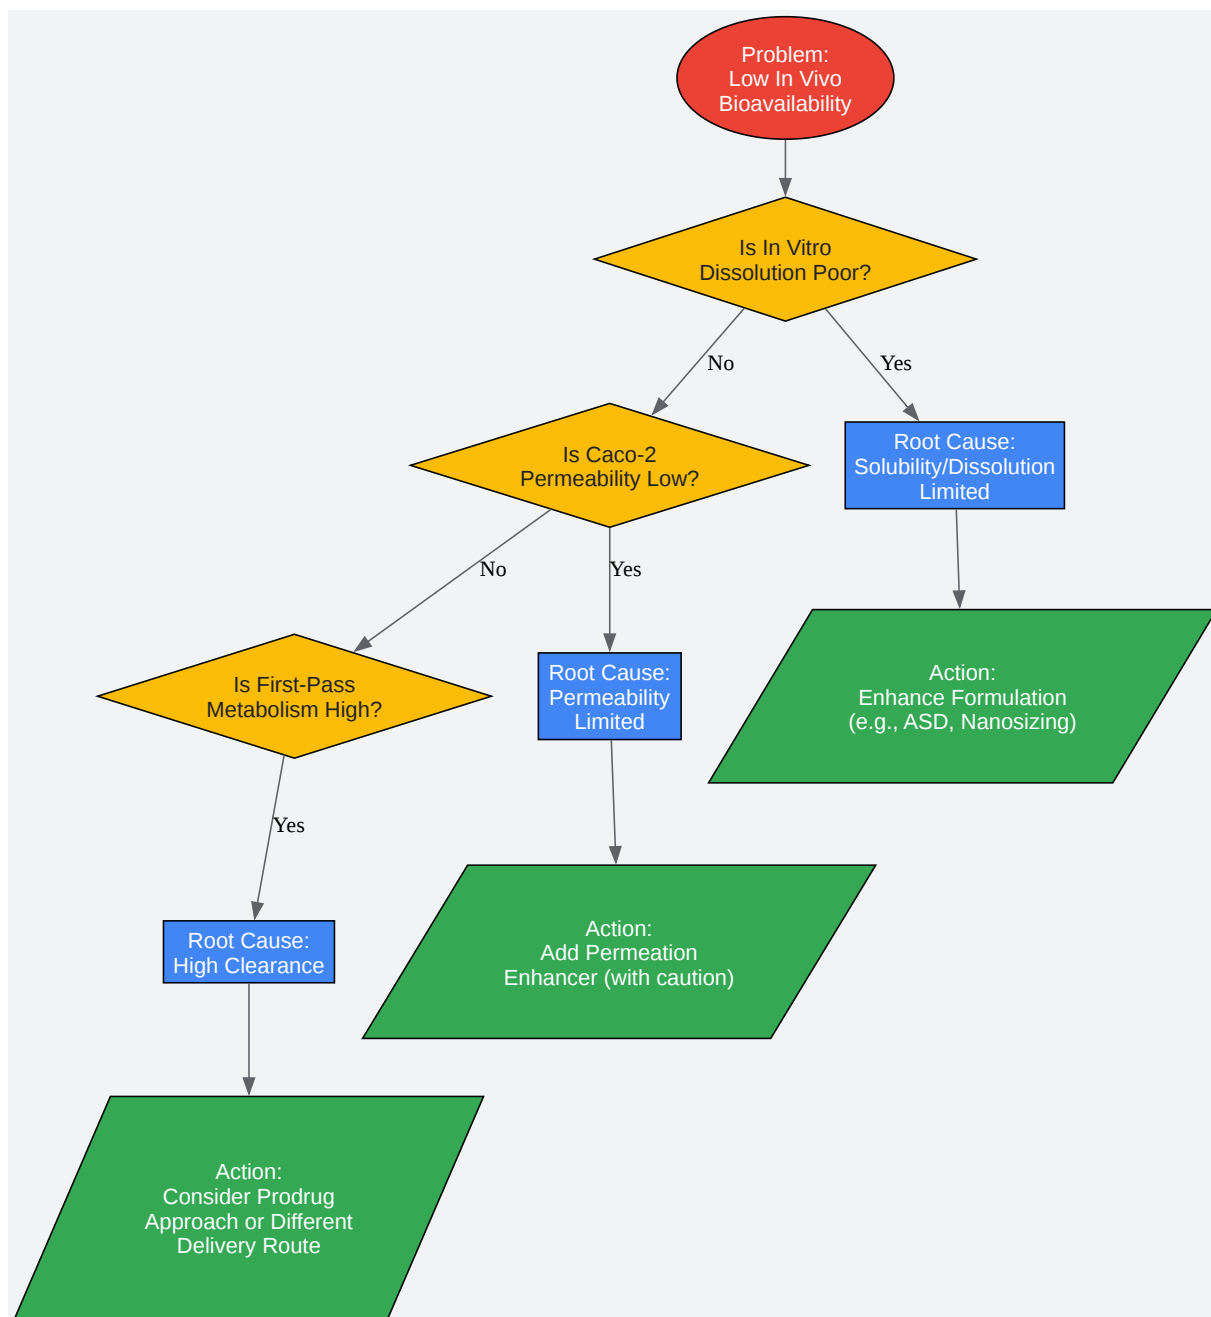 Problem:
Low In Vivo
Bioavailability
Is In Vitro
Dissolution Poor?
No
Yes
Is Caco-2
Permeability Low?
Root Cause:
Solubility/Dissolution
Limited
No
Yes
Is First-Pass
Metabolism High?
Root Cause:
Permeability
Limited
Action:
Enhance Formulation
(e.g., ASD, Nanosizing)
Yes
Root Cause:
High Clearance
Action:
Add Permeation
Enhancer (with caution)
Action:
Consider Prodrug
Approach or Different
Delivery Route